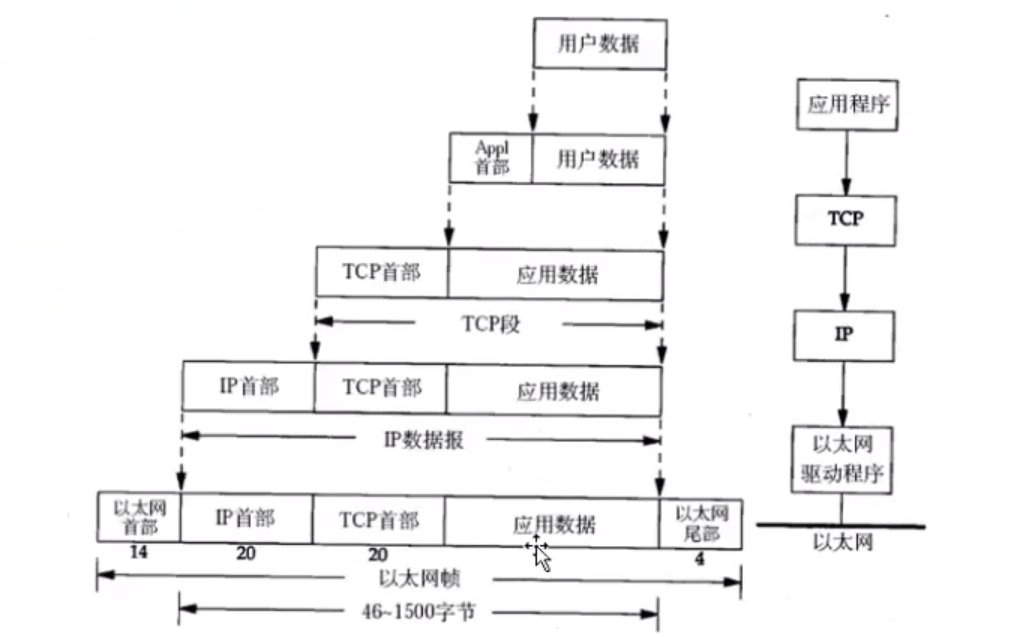 用户数据
应用程序
Appl
首部
用户数据
TCP
TCP首部
应用数据
TCP段
IP
IP首部
TCP首部
应用数据
IP数据报
以太网
驱动程序
以太网
首部
IP首部
TCP首部
应用数据
以太网
尾部
以太网
14
20
20
4
以太网帧
46~1500字节